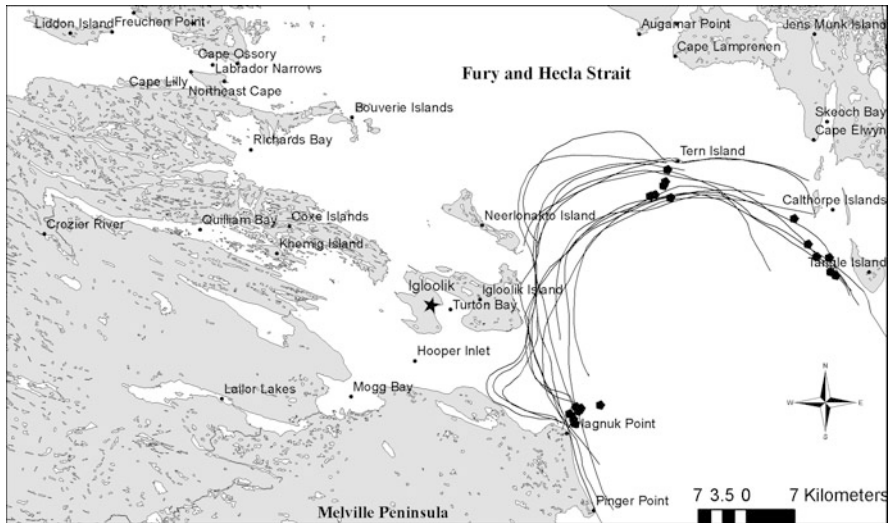 Liddon Island
Freuchen Point
Augamar Point
Jens Munk Island
Cape Ossory
Labrador Narrows
Cape Lamprenen
Cape Lilly
Northeast Cape
Fury and Hecla Strait
Bouverie Islands
Skeoch Bay
Cape Elwyn
Richards Bay
Tern Island
Calthorpe Islands
Crozier River
Quilliam Bay
Coxe Islands
Neerlonakto Island
Khemig Island
Igloolik
Igloolik Island
Turton Bay
Hooper Inlet
Lailor Lakes
Mogg Bay
N
W
E
S
Pinger Point
7 3.5 0 7 Kilometers
Melville Peninsula